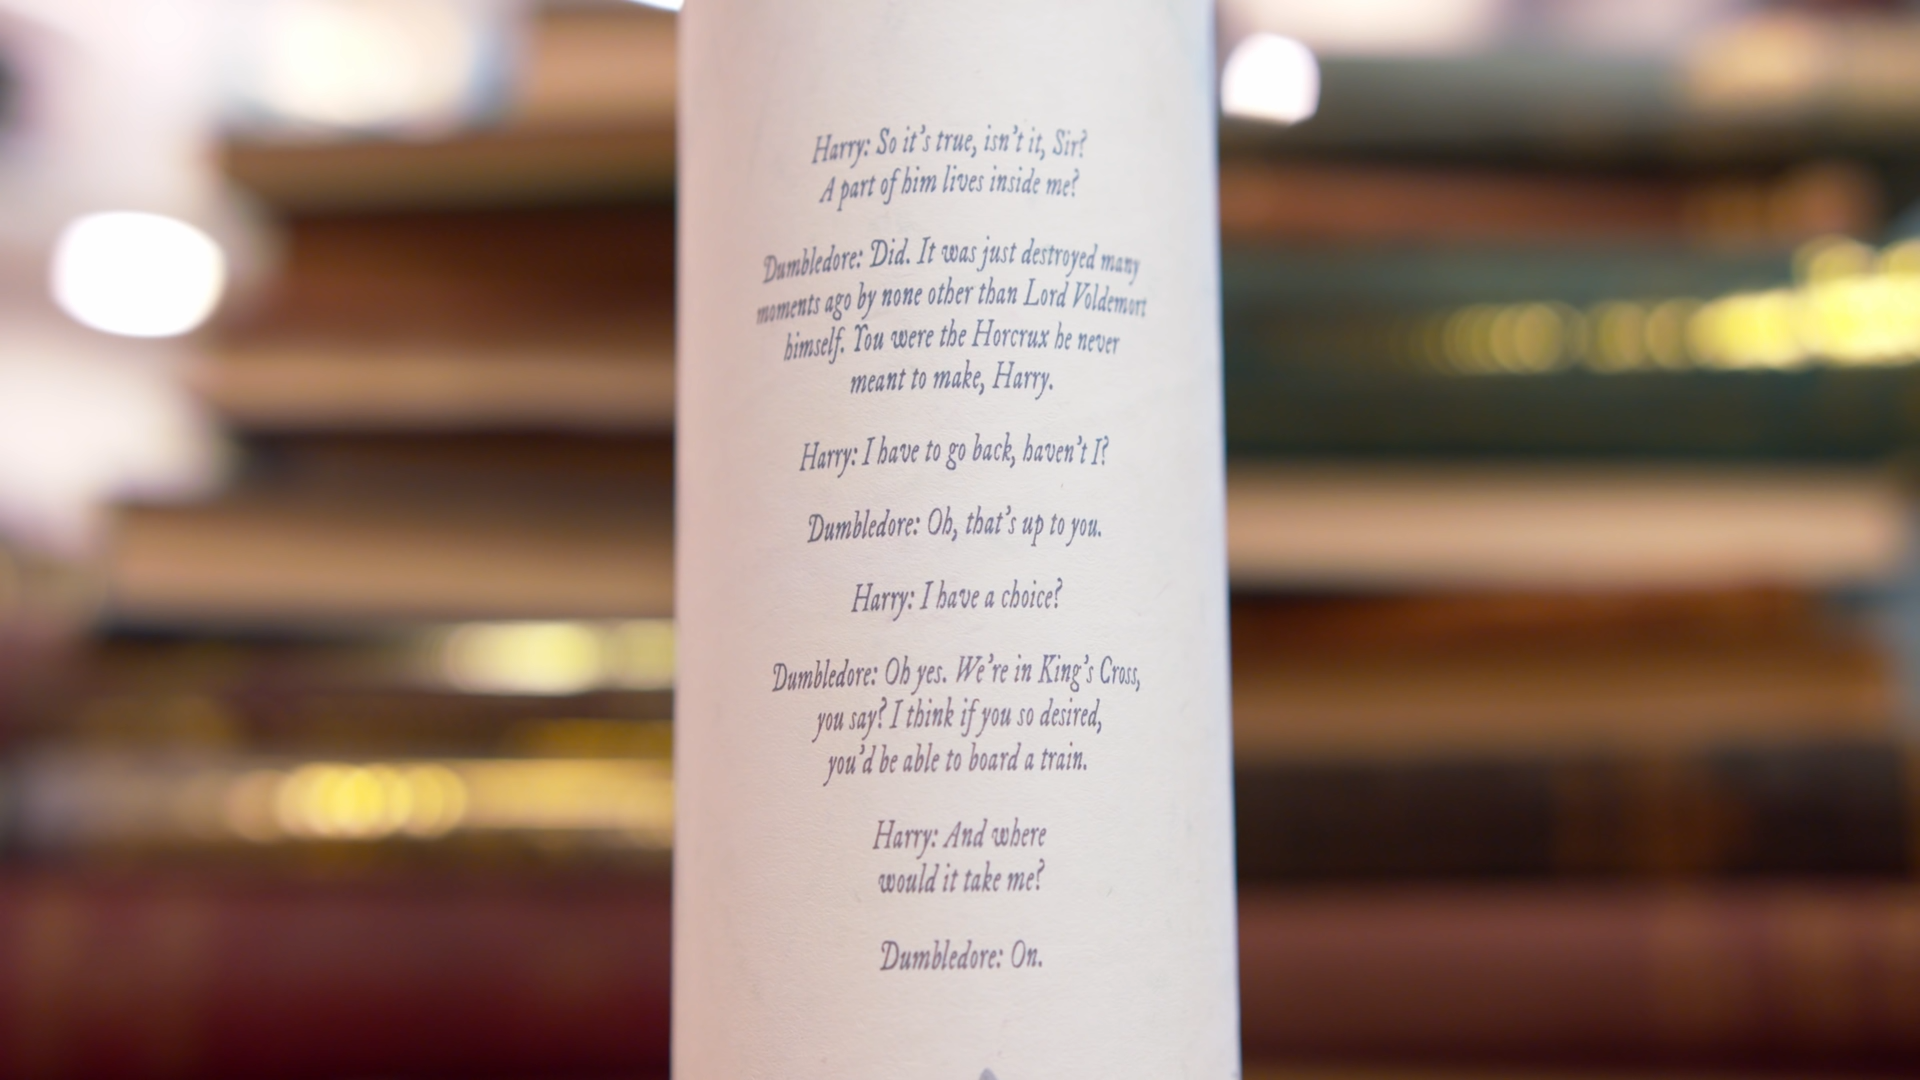 Harry: So it's true, isn't it, Sir?
A part of him lives inside me?
Dumbledore: Did. It was just destroyed many
moments ago by none other than Lord Voldemort
himself. You were the Horcrux he never
meant to make, Harry.
Harry: I have to go back, haven't I?
Dumbledore: Oh, that's up to you.
Harry: I have a choice?
Dumbledore: Oh yes. We're in King's Cross,
you say? I think if you so desired,
you'd be able to board a train.
Harry: And where
would it take me?
Dumbledore: On.